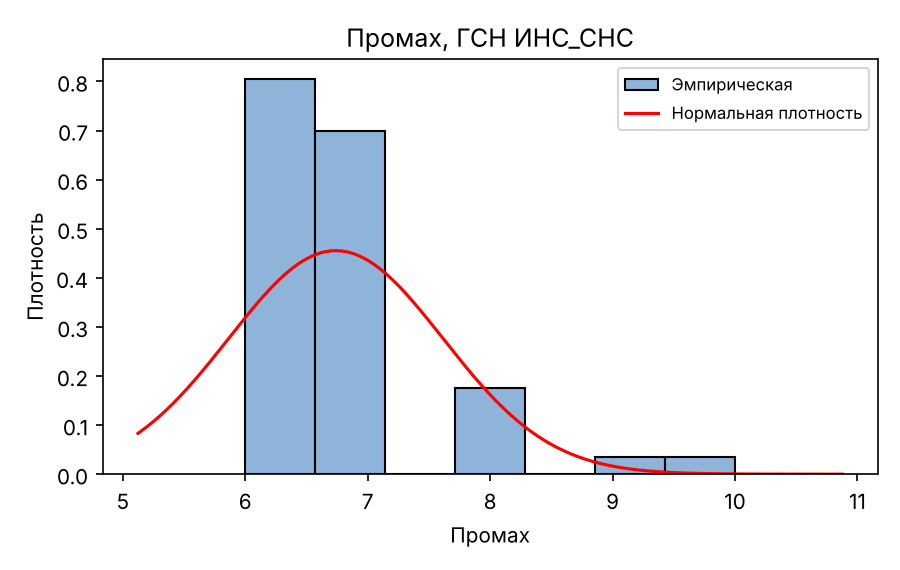 Промах, ГСН ИНС_СНС
Эмпирическая
Нормальная плотность
Плотность
0.8
0.7
0.6
0.5
0.4
0.3
0.2
0.1
0.0
5 6 7 8 9 10 11
Промах